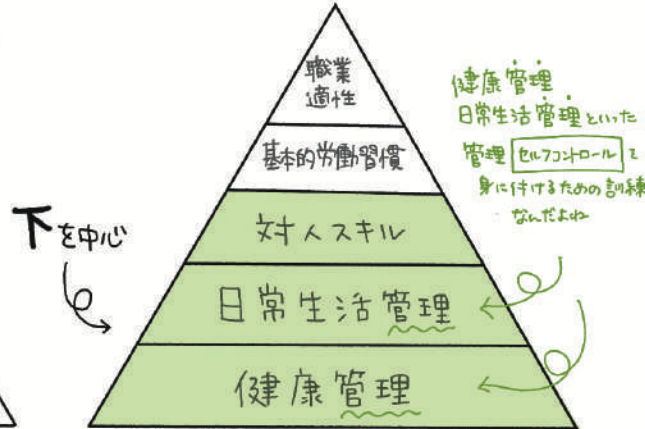 職業
適性
基本的労働習慣
対人スキル
日常生活管理
健康管理
下を中心
健康管理
日常生活管理といった
管理 セルフコントロール を
身に付けるための訓練
なんだよね